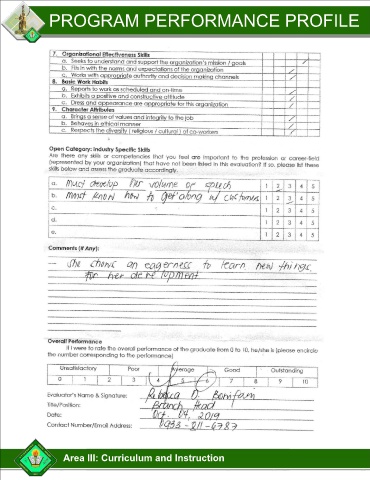 PROGRAM PERFORMANCE PROFILE
7. Organizational Effectiveness Skills
a. Seeks to understand and support the organization's mission / goals
b. Fits in with the norms and expectations of the organization
c. Works with appropriate authority and decision making channels
8. Basic Work Habits
a. Reports to work as scheduled and on-time
b. Exhibits a positive and constructive attitude
c. Dress and appearance are appropriate for this organization
9. Character Attributes
a. Brings a sense of values and integrity to the job
b. Behaves in ethical manner
c. Respects the diversity ( religious / cultural ) of co-workers
Open Category: Industry Specific Skills
Are there any skills or competencies that you feel are important to the profession or career-field
(represented by your organization) that have not been listed in this evaluation? If so, please list these
skills below and assess the graduate accordingly.
a. must develop her volume of speech 1 2 3 4 5
b. must know how to get along w/ customers 1 2 3 4 5
c. 1 2 3 4 5
d. 1 2 3 4 5
e. 1 2 3 4 5
Comments (if Any):
- She shows an eagerness to learn new things
for her development
Overall Performance
If I were to rate the overall performance of the graduate from 0 to 10, he/she is (please encircle
the number corresponding to the performance)
Unsatisfactory Poor Average Good Outstanding
0 1 2 3 4 5 6 7 8 9 10
Evaluator's Name & Signature: Rebecca D. Bonifam
Title/Position: Branch Head
Date: Oct. 04, 2019
Contact Number/Email Address: 0933-811-6787
Area III: Curriculum and Instruction